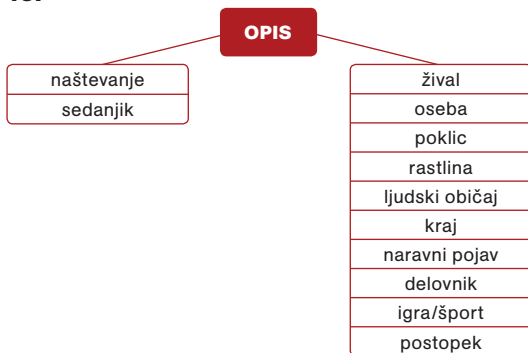 OPIS
naštevanje
sedanjik
žival
oseba
poklic
rastlina
ljudski običaj
kraj
naravni pojav
delovnik
igra/šport
postopek